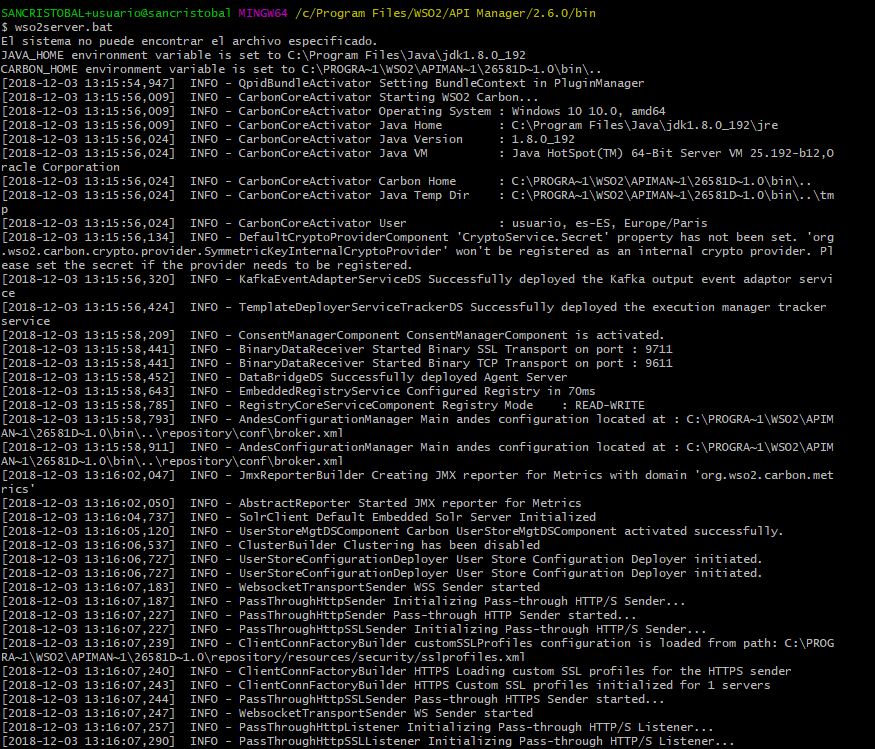 SANCRISTOBAL+usuario@sancristobal MINGW64 /c/Program Files/WSO2/API Manager/2.6.0/bin
$ wso2server.bat
El sistema no puede encontrar el archivo especificado.
JAVA_HOME environment variable is set to C:\Program Files\Java\jdk1.8.0_192
CARBON_HOME environment variable is set to C:\PROGRA~1\WSO2\APIMAN~1\26581D~1.0\bin\..
[2018-12-03 13:15:54,947]  INFO - QpidBundleActivator Setting BundleContext in PluginManager
[2018-12-03 13:15:56,009]  INFO - CarbonCoreActivator Starting WSO2 Carbon...
[2018-12-03 13:15:56,009]  INFO - CarbonCoreActivator Operating System : Windows 10 10.0, amd64
[2018-12-03 13:15:56,009]  INFO - CarbonCoreActivator Java Home        : C:\Program Files\Java\jdk1.8.0_192\jre
[2018-12-03 13:15:56,024]  INFO - CarbonCoreActivator Java Version     : 1.8.0_192
[2018-12-03 13:15:56,024]  INFO - CarbonCoreActivator Java VM          : Java HotSpot(TM) 64-Bit Server VM 25.192-b12,O
racle Corporation
[2018-12-03 13:15:56,024]  INFO - CarbonCoreActivator Carbon Home      : C:\PROGRA~1\WSO2\APIMAN~1\26581D~1.0\bin\..
[2018-12-03 13:15:56,024]  INFO - CarbonCoreActivator Java Temp Dir    : C:\PROGRA~1\WSO2\APIMAN~1\26581D~1.0\bin\..\tm
p
[2018-12-03 13:15:56,024]  INFO - CarbonCoreActivator User             : usuario, es-ES, Europe/Paris
[2018-12-03 13:15:56,134]  INFO - DefaultCryptoProviderComponent 'CryptoService.Secret' property has not been set. 'org
.wso2.carbon.crypto.provider.SymmetricKeyInternalCryptoProvider' won't be registered as an internal crypto provider. Pl
ease set the secret if the provider needs to be registered.
[2018-12-03 13:15:56,320]  INFO - KafkaEventAdapterServiceDS Successfully deployed the Kafka output event adaptor servi
ce
[2018-12-03 13:15:56,424]  INFO - TemplateDeployerServiceTrackerDS Successfully deployed the execution manager tracker
service
[2018-12-03 13:15:58,209]  INFO - ConsentManagerComponent ConsentManagerComponent is activated.
[2018-12-03 13:15:58,441]  INFO - BinaryDataReceiver Started Binary SSL Transport on port : 9711
[2018-12-03 13:15:58,441]  INFO - BinaryDataReceiver Started Binary TCP Transport on port : 9611
[2018-12-03 13:15:58,452]  INFO - DataBridgeDS Successfully deployed Agent Server
[2018-12-03 13:15:58,643]  INFO - EmbeddedRegistryService Configured Registry in 70ms
[2018-12-03 13:15:58,785]  INFO - RegistryCoreServiceComponent Registry Mode    : READ-WRITE
[2018-12-03 13:15:58,793]  INFO - AndesConfigurationManager Main andes configuration located at : C:\PROGRA~1\WSO2\APIM
AN~1\26581D~1.0\bin\..\repository\conf\broker.xml
[2018-12-03 13:15:58,911]  INFO - AndesConfigurationManager Main andes configuration located at : C:\PROGRA~1\WSO2\APIM
AN~1\26581D~1.0\bin\..\repository\conf\broker.xml
[2018-12-03 13:16:02,047]  INFO - JmxReporterBuilder Creating JMX reporter for Metrics with domain 'org.wso2.carbon.met
rics'
[2018-12-03 13:16:02,050]  INFO - AbstractReporter Started JMX reporter for Metrics
[2018-12-03 13:16:04,737]  INFO - SolrClient Default Embedded Solr Server Initialized
[2018-12-03 13:16:05,120]  INFO - UserStoreMgtDSComponent Carbon UserStoreMgtDSComponent activated successfully.
[2018-12-03 13:16:06,537]  INFO - ClusterBuilder Clustering has been disabled
[2018-12-03 13:16:06,727]  INFO - UserStoreConfigurationDeployer User Store Configuration Deployer initiated.
[2018-12-03 13:16:06,727]  INFO - UserStoreConfigurationDeployer User Store Configuration Deployer initiated.
[2018-12-03 13:16:07,183]  INFO - WebsocketTransportSender WSS Sender started
[2018-12-03 13:16:07,187]  INFO - PassThroughHttpSender Initializing Pass-through HTTP/S Sender...
[2018-12-03 13:16:07,227]  INFO - PassThroughHttpSender Pass-through HTTP Sender started...
[2018-12-03 13:16:07,227]  INFO - PassThroughHttpSSLSender Initializing Pass-through HTTP/S Sender...
[2018-12-03 13:16:07,239]  INFO - ClientConnFactoryBuilder customSSLProfiles configuration is loaded from path: C:\PROG
RA~1\WSO2\APIMAN~1\26581D~1.0\repository/resources/security/sslprofiles.xml
[2018-12-03 13:16:07,240]  INFO - ClientConnFactoryBuilder HTTPS Loading custom SSL profiles for the HTTPS sender
[2018-12-03 13:16:07,243]  INFO - ClientConnFactoryBuilder HTTPS Custom SSL profiles initialized for 1 servers
[2018-12-03 13:16:07,244]  INFO - PassThroughHttpSSLSender Pass-through HTTPS Sender started...
[2018-12-03 13:16:07,247]  INFO - WebsocketTransportSender WS Sender started
[2018-12-03 13:16:07,257]  INFO - PassThroughHttpListener Initializing Pass-through HTTP/S Listener...
[2018-12-03 13:16:07,290]  INFO - PassThroughHttpSSLListener Initializing Pass-through HTTP/S Listener...